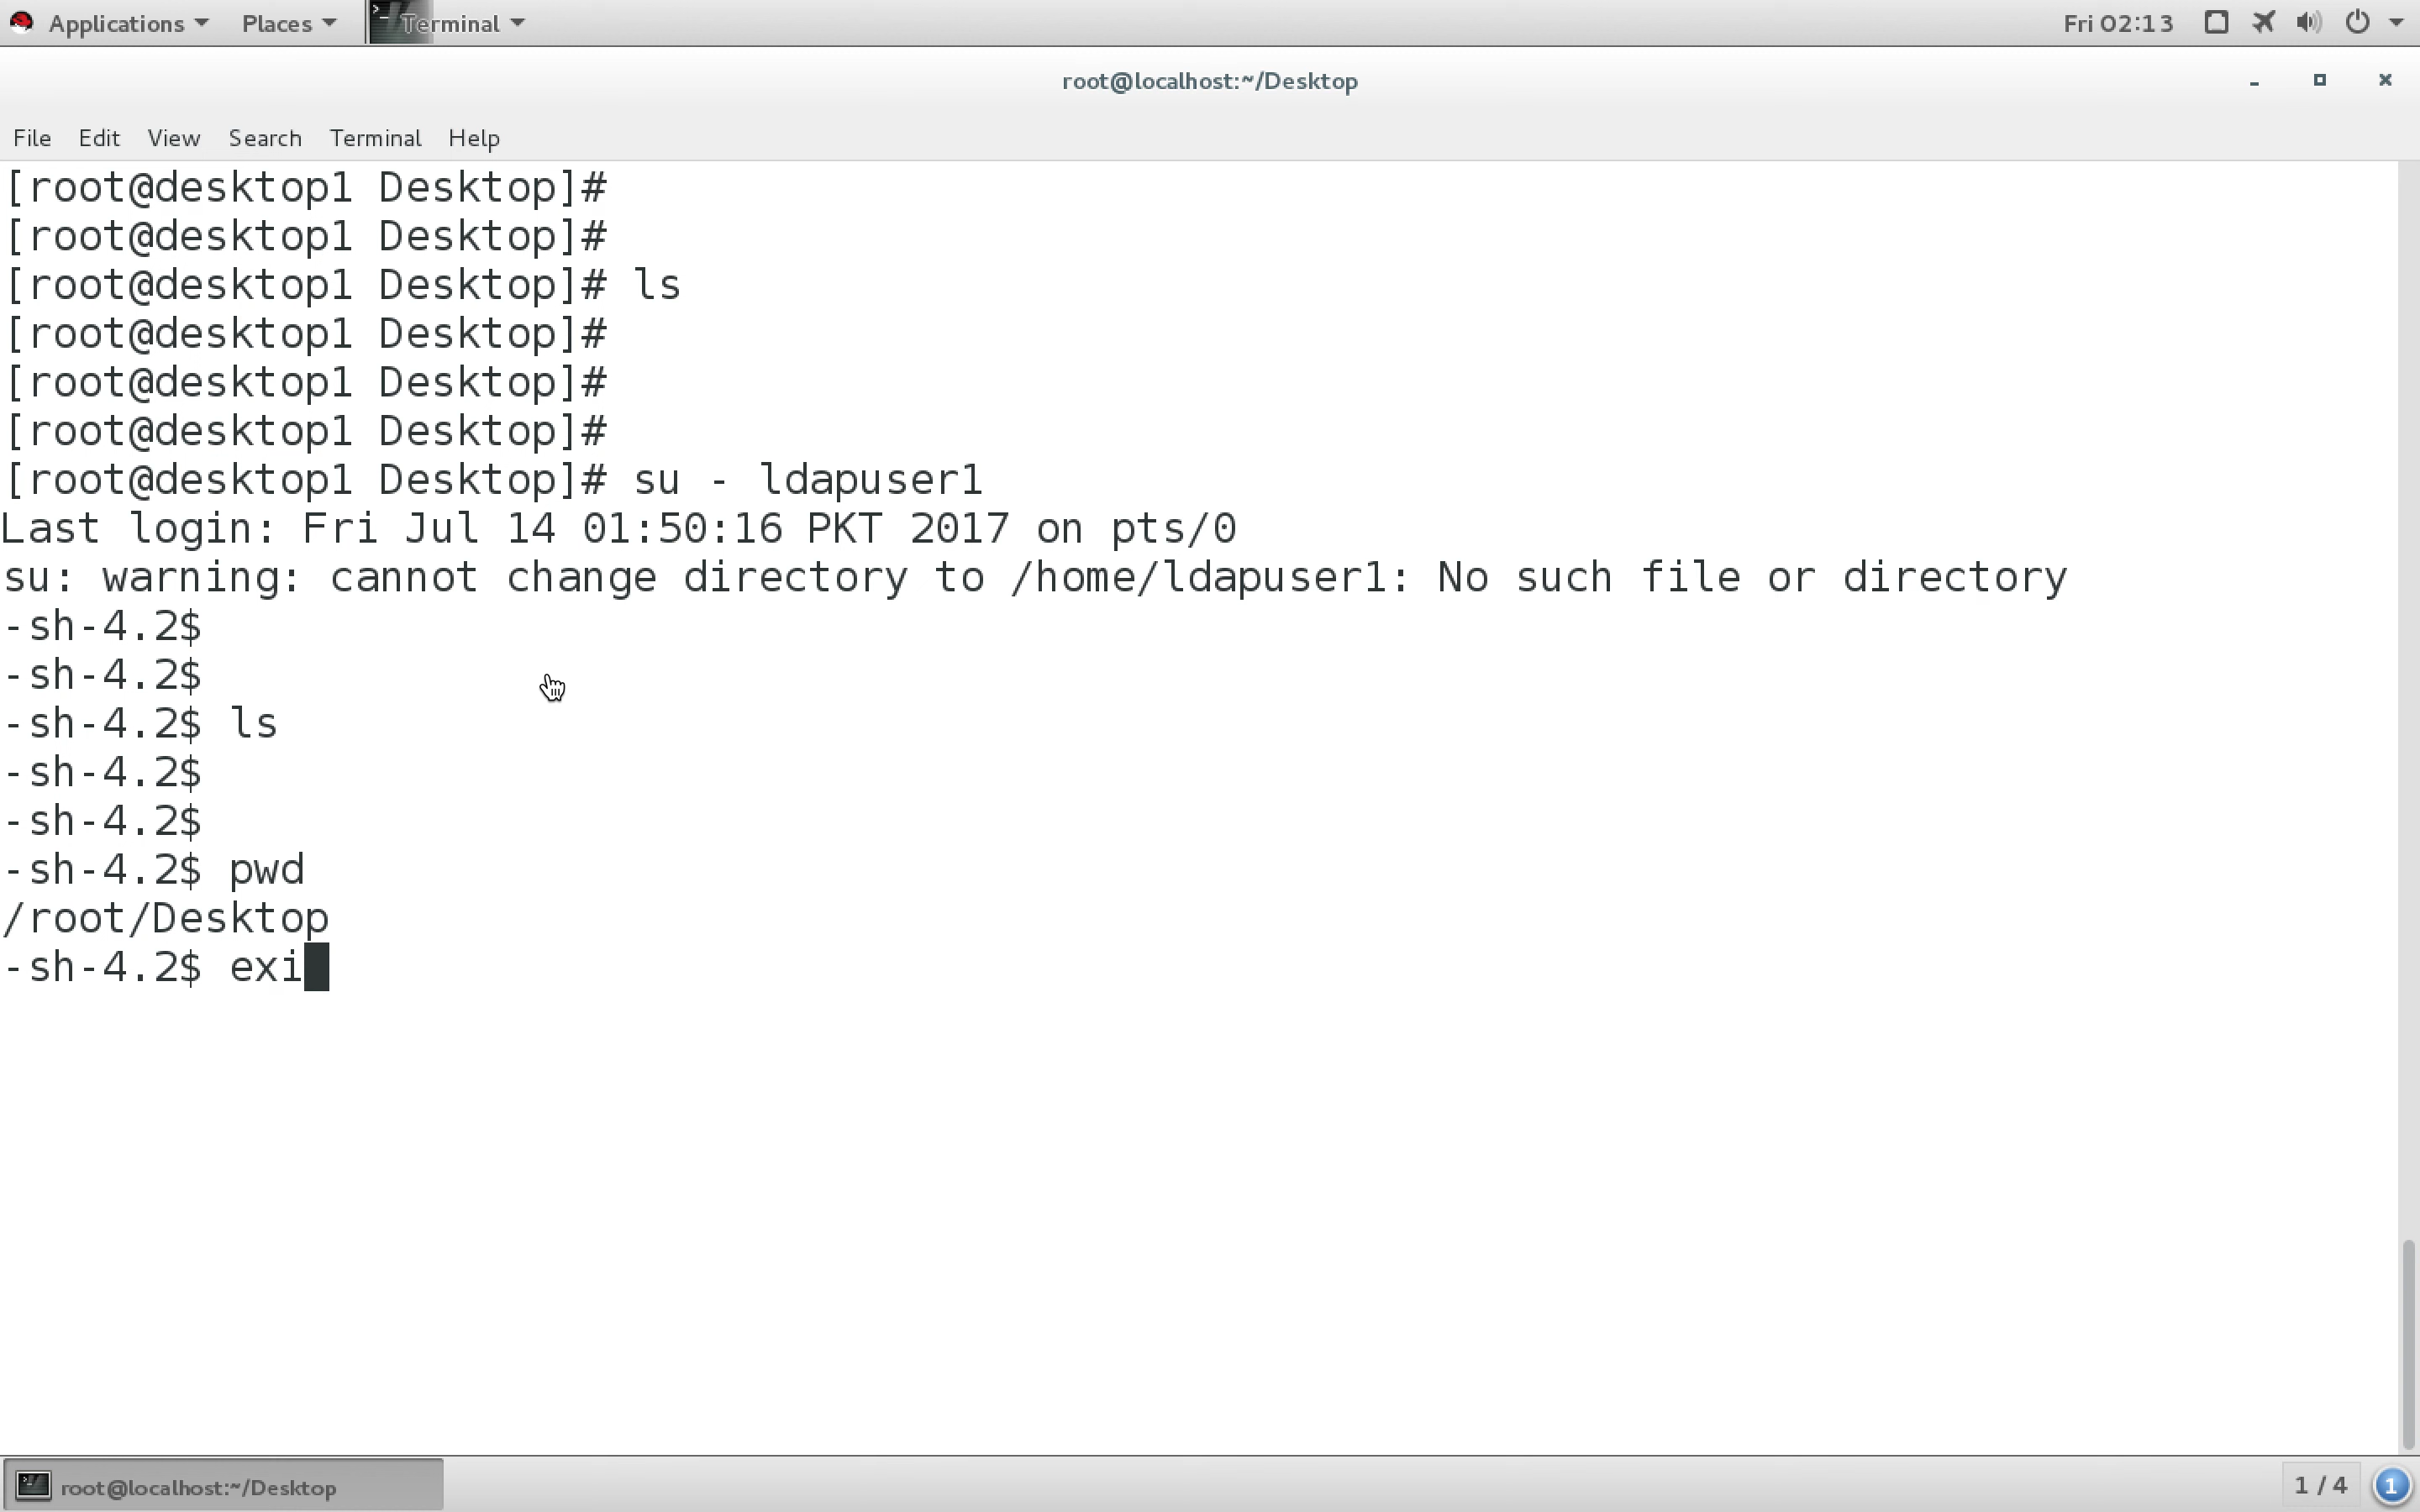 Applications Places Terminal Fri 02:13
root@localhost:~/Desktop
File Edit View Search Terminal Help
[root@desktop1 Desktop]#
[root@desktop1 Desktop]#
[root@desktop1 Desktop]# ls
[root@desktop1 Desktop]#
[root@desktop1 Desktop]#
[root@desktop1 Desktop]#
[root@desktop1 Desktop]# su - ldapuser1
Last login: Fri Jul 14 01:50:16 PKT 2017 on pts/0
su: warning: cannot change directory to /home/ldapuser1: No such file or directory
-sh-4.2$
-sh-4.2$
-sh-4.2$ ls
-sh-4.2$
-sh-4.2$
-sh-4.2$ pwd
/root/Desktop
-sh-4.2$ exi
root@localhost:~/Desktop 1 / 4 1